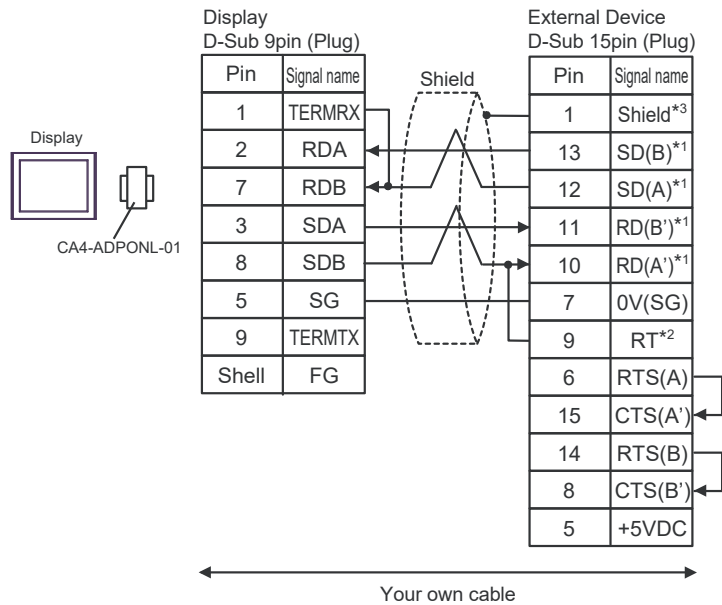 Display
D-Sub 9pin (Plug)
External Device
D-Sub 15pin (Plug)
Display
CA4-ADPONL-01
Shield
Pin Signal name
1 TERMRX
2 RDA
7 RDB
3 SDA
8 SDB
5 SG
9 TERMTX
Shell FG
Pin Signal name
1 Shield*3
13 SD(B)*1
12 SD(A)*1
11 RD(B')*1
10 RD(A')*1
7 0V(SG)
9 RT*2
6 RTS(A)
15 CTS(A')
14 RTS(B)
8 CTS(B')
5 +5VDC
Your own cable